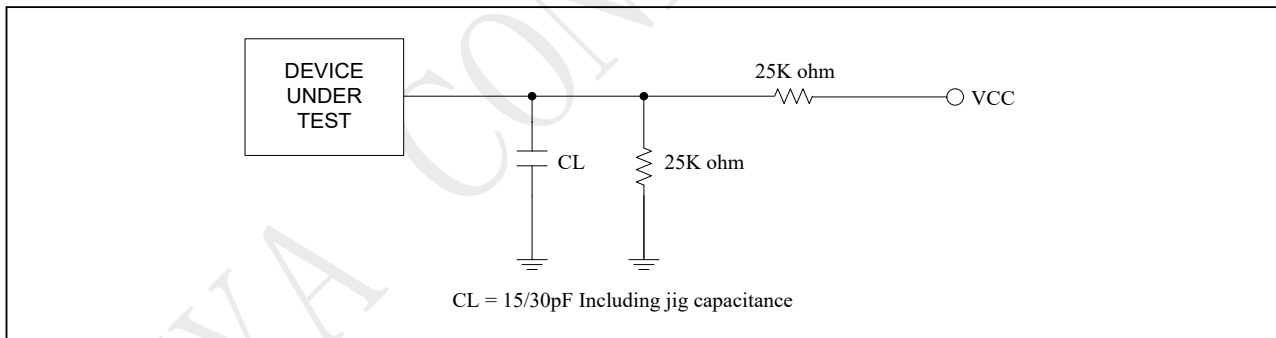 DEVICE
UNDER
TEST
25K ohm
VCC
CL
25K ohm
CL = 15/30pF Including jig capacitance